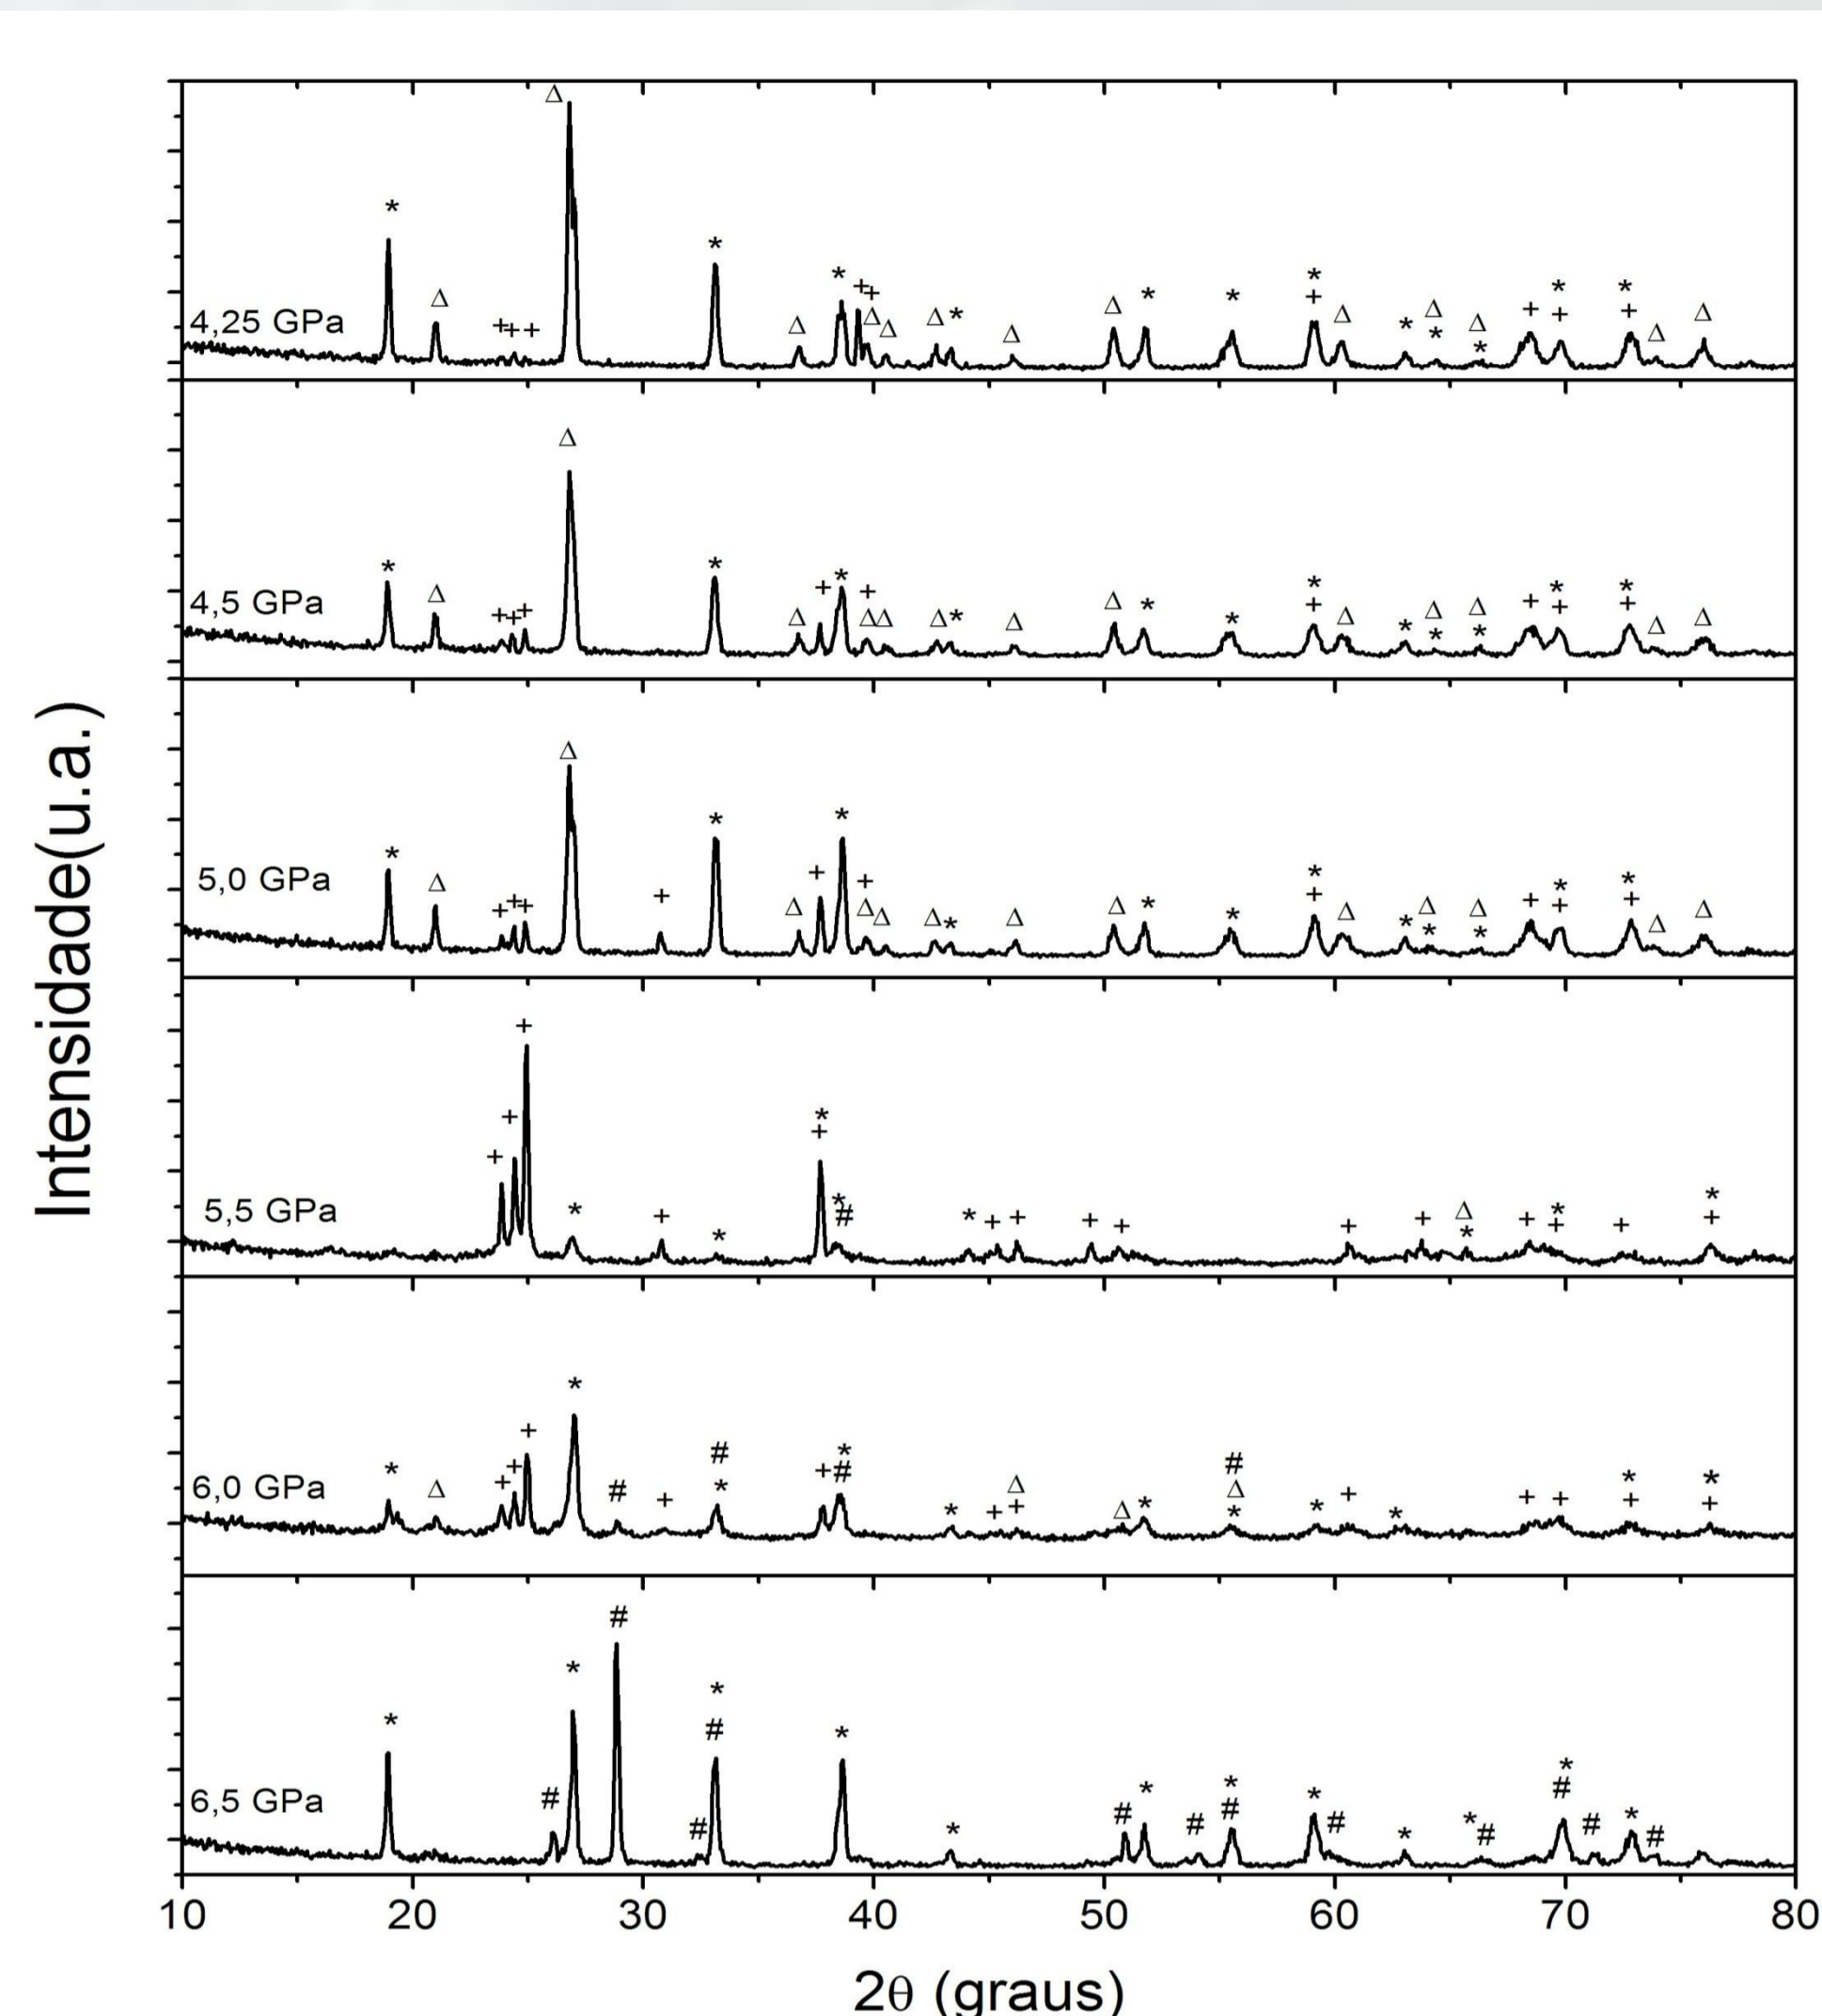 Intensidade(u.a.)
4,25 GPa
4,5 GPa
5,0 GPa
5,5 GPa
6,0 GPa
6,5 GPa
10 20 30 40 50 60 70 80
2θ (graus)